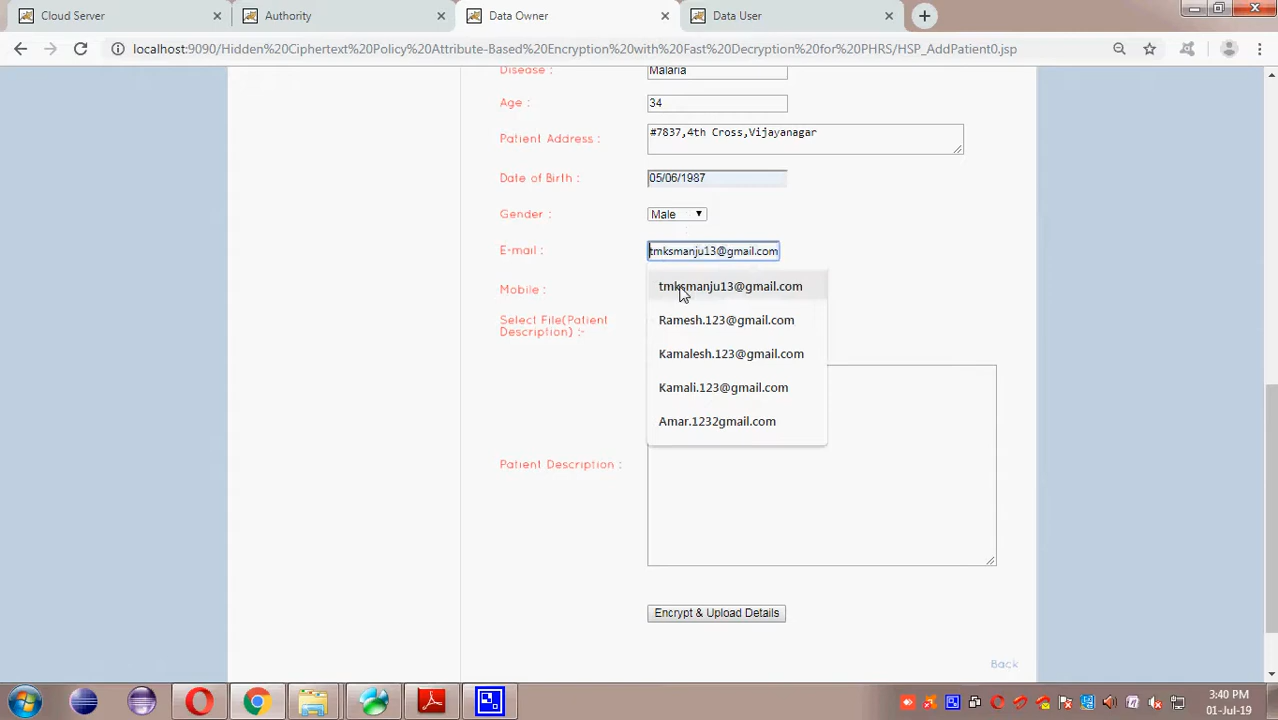 Cloud Server
Authority
Data Owner
Data User
localhost:9090/Hidden%20Ciphertext%20Policy%20Attribute-Based%20Encryption%20with%20Fast%20Decryption%20for%20PHRS/HSP_AddPatient0.jsp
Disease : Malaria
Age : 34
Patient Address : #7837,4th Cross,Vijayanagar
Date of Birth : 05/06/1987
Gender : Male
E-mail : tmksmanju13@gmail.com
tmksmanju13@gmail.com
Mobile :
Ramesh.123@gmail.com
Select File(Patient
Description) :-
Kamalesh.123@gmail.com
Kamali.123@gmail.com
Amar.1232gmail.com
Patient Description :
Encrypt & Upload Details
Back
3:40 PM
01-Jul-19